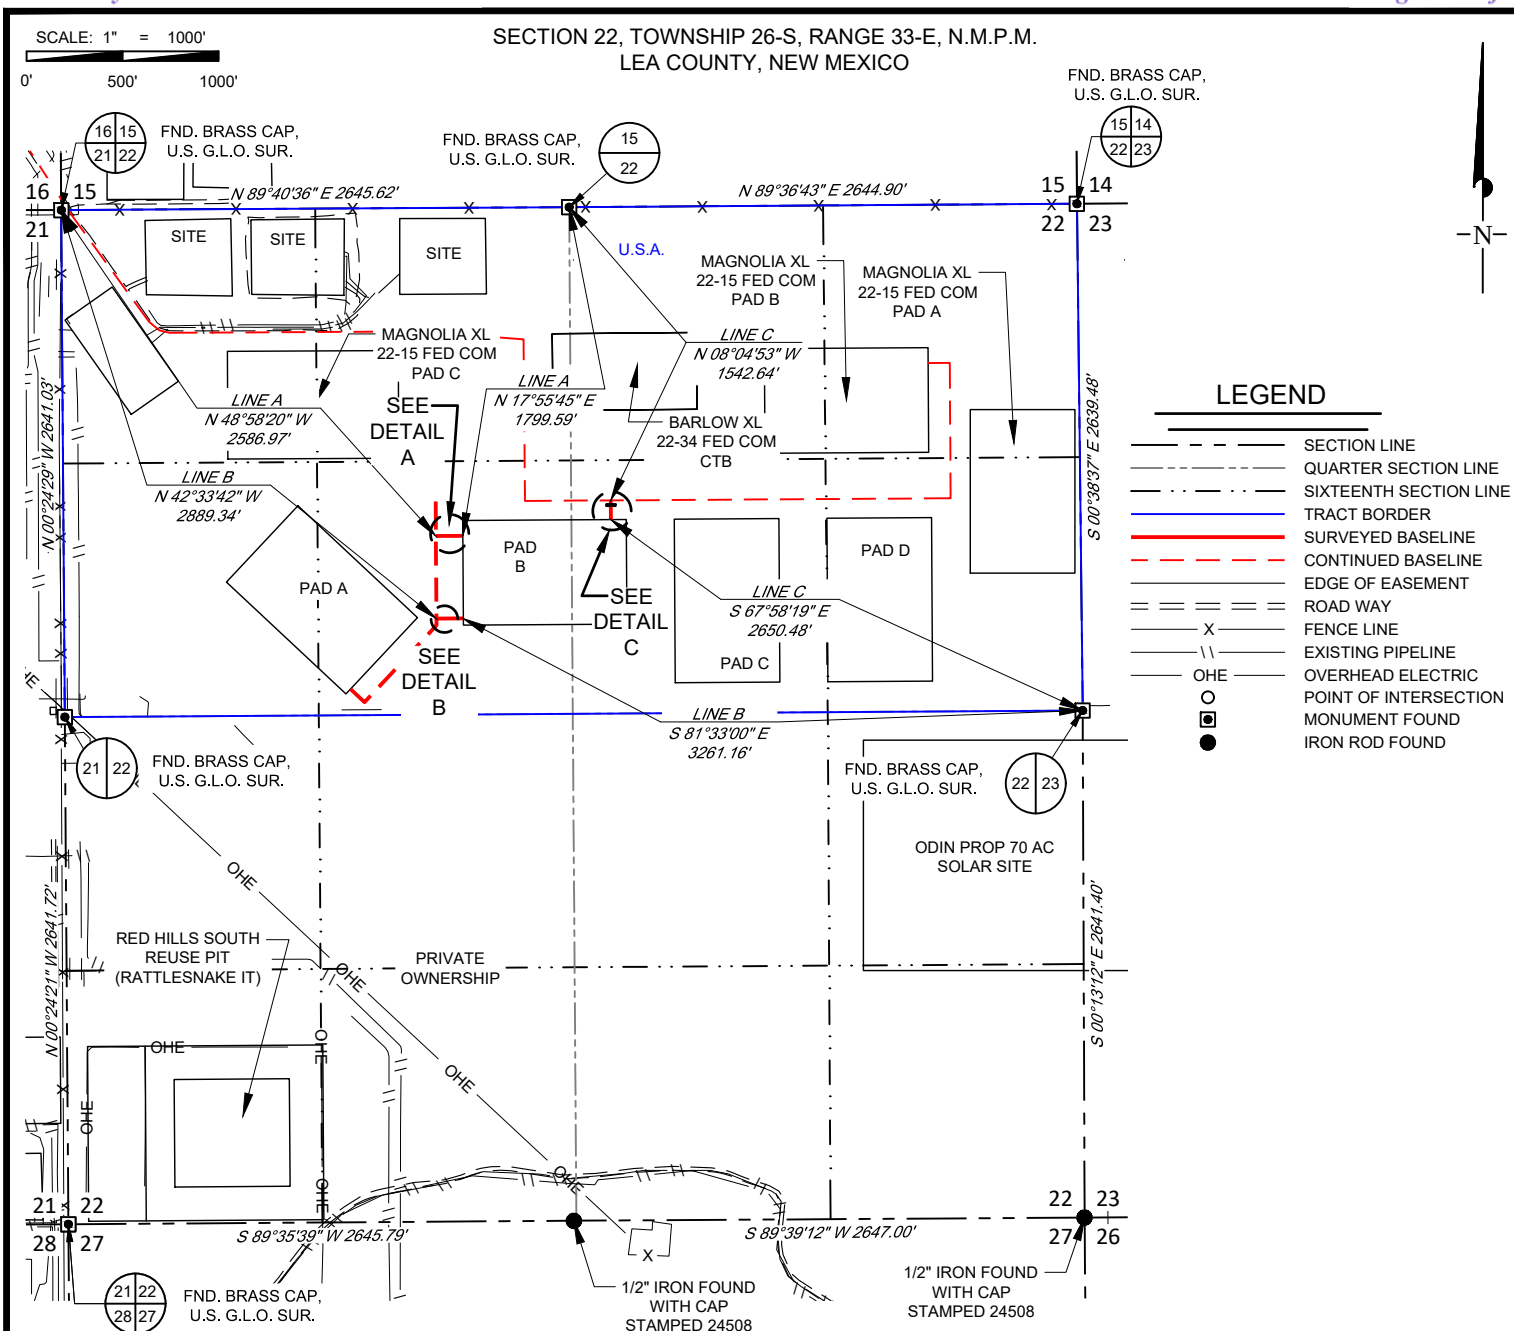 SCALE: 1" = 1000'
0' 500' 1000'
SECTION 22, TOWNSHIP 26-S, RANGE 33-E, N.M.P.M.
LEA COUNTY, NEW MEXICO
FND. BRASS CAP,
U.S. G.L.O. SUR.
16 15
21 22
FND. BRASS CAP,
U.S. G.L.O. SUR.
FND. BRASS CAP,
U.S. G.L.O. SUR.
15
22
15 14
22 23
16 15
21
N 89°40'36" E 2645.62'
N 89°36'43" E 2644.90'
15 14
22 23
-N-
SITE
SITE
SITE
U.S.A.
MAGNOLIA XL
22-15 FED COM
PAD B
MAGNOLIA XL
22-15 FED COM
PAD A
MAGNOLIA XL
22-15 FED COM
PAD C
LINE C
N 08°04'53" W
1542.64'
LINE A
N 48°58'20" W
2586.97'
LINE A
N 17°55'45" E
1799.59'
SEE
DETAIL
A
BARLOW XL
22-34 FED COM
CTB
N 00°24'29" W 2641.03'
S 00°38'37" E 2639.48'
LINE B
N 42°33'42" W
2889.34'
PAD A
PAD
B
PAD D
PAD C
SEE
DETAIL
C
LINE C
S 67°58'19" E
2650.48'
SEE
DETAIL
B
LINE B
S 81°33'00" E
3261.16'
LEGEND
SECTION LINE
QUARTER SECTION LINE
SIXTEENTH SECTION LINE
TRACT BORDER
SURVEYED BASELINE
CONTINUED BASELINE
EDGE OF EASEMENT
ROAD WAY
X FENCE LINE
\\ EXISTING PIPELINE
OHE OVERHEAD ELECTRIC
POINT OF INTERSECTION
MONUMENT FOUND
IRON ROD FOUND
21 22
FND. BRASS CAP,
U.S. G.L.O. SUR.
FND. BRASS CAP,
U.S. G.L.O. SUR.
22 23
ODIN PROP 70 AC
SOLAR SITE
OHE
N 00°24'21" W 2641.72'
S 00°13'12" E 2641.40'
RED HILLS SOUTH
REUSE PIT
(RATTLESNAKE IT)
PRIVATE
OWNERSHIP
OHE
OHE
OHE
OHE
OHE
OHE
OHE
21 22
28 27
S 89°35'39" W 2645.79'
S 89°39'12" W 2647.00'
22 23
27 26
X
21 22
28 27
FND. BRASS CAP,
U.S. G.L.O. SUR.
1/2" IRON FOUND
WITH CAP
STAMPED 24508
1/2" IRON FOUND
WITH CAP
STAMPED 24508